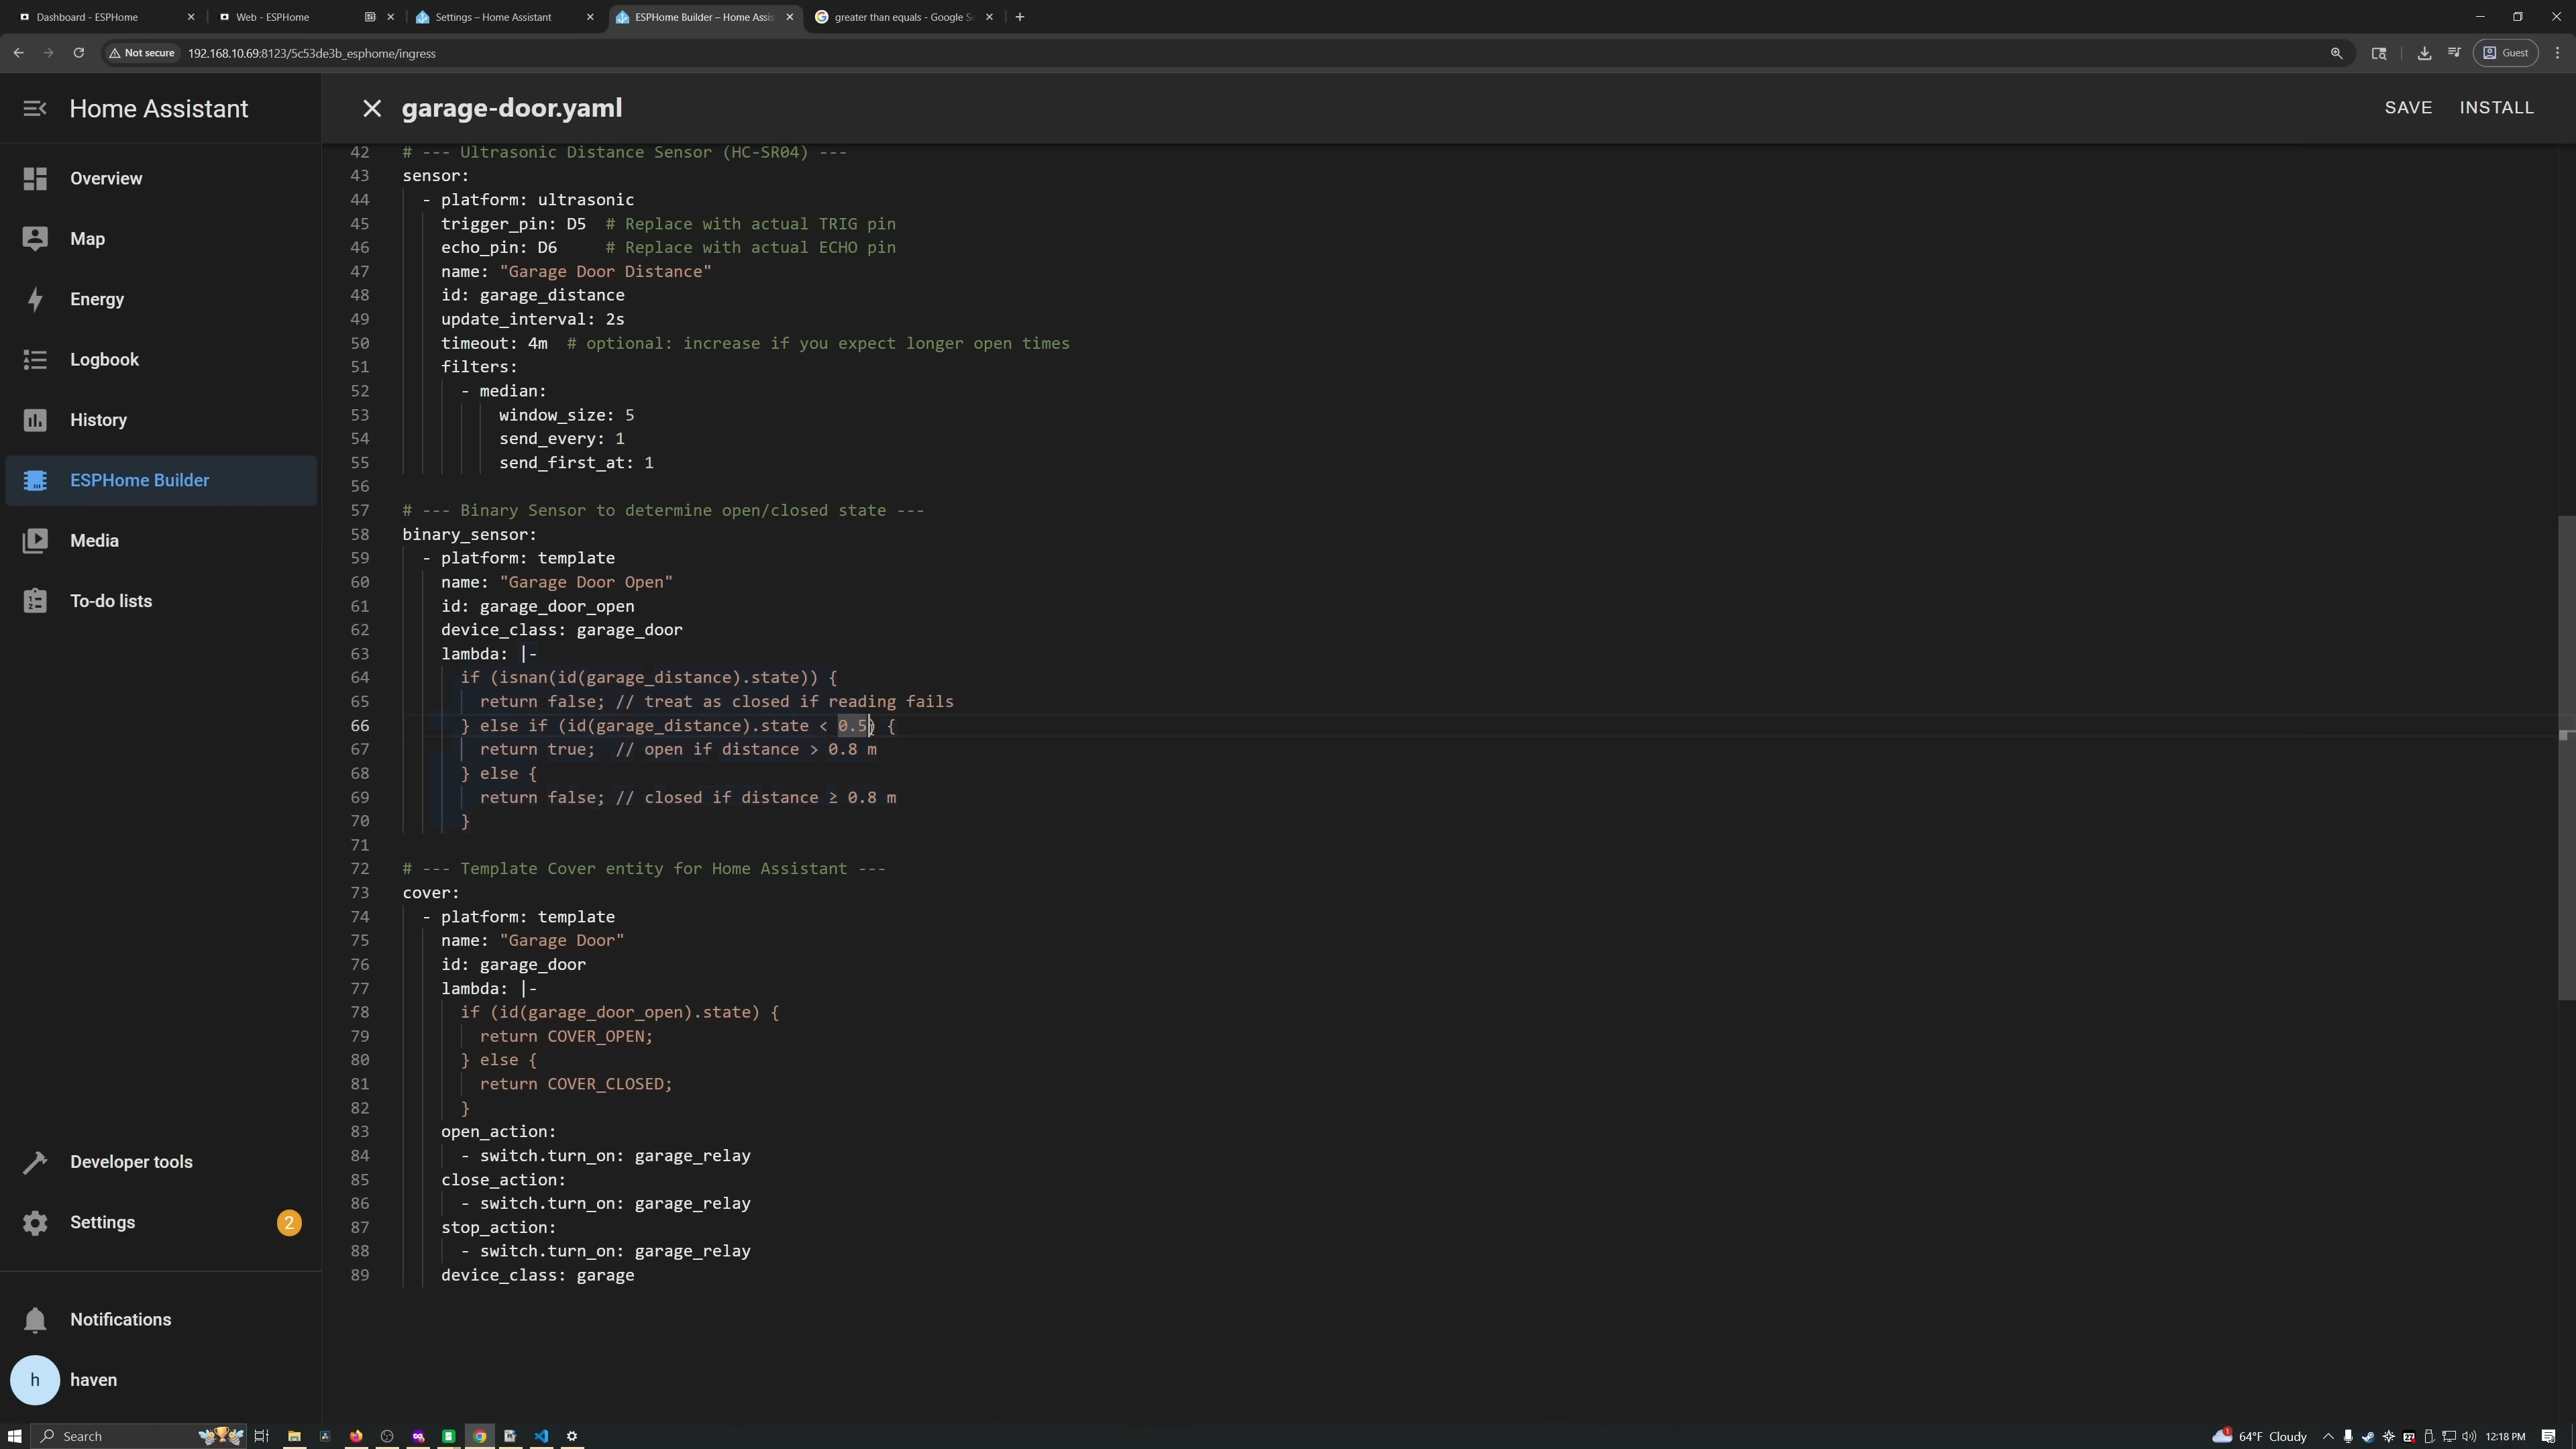 Dashboard - ESPHome
Web - ESPHome
Settings – Home Assistant
ESPHome Builder – Home Assis
greater than equals - Google Se
Not secure
192.168.10.69:8123/5c53de3b_esphome/ingress
Guest
Home Assistant
garage-door.yaml
SAVE
INSTALL
Overview
Map
Energy
Logbook
History
ESPHome Builder
Media
To-do lists
Developer tools
Settings
2
Notifications
h
haven
42 # --- Ultrasonic Distance Sensor (HC-SR04) ---
43 sensor:
44 - platform: ultrasonic
45 trigger_pin: D5 # Replace with actual TRIG pin
46 echo_pin: D6 # Replace with actual ECHO pin
47 name: "Garage Door Distance"
48 id: garage_distance
49 update_interval: 2s
50 timeout: 4m # optional: increase if you expect longer open times
51 filters:
52 - median:
53 window_size: 5
54 send_every: 1
55 send_first_at: 1
56
57 # --- Binary Sensor to determine open/closed state ---
58 binary_sensor:
59 - platform: template
60 name: "Garage Door Open"
61 id: garage_door_open
62 device_class: garage_door
63 lambda: |-
64 if (isnan(id(garage_distance).state)) {
65 return false; // treat as closed if reading fails
66 } else if (id(garage_distance).state < 0.5) {
67 return true; // open if distance > 0.8 m
68 } else {
69 return false; // closed if distance ≥ 0.8 m
70 }
71
72 # --- Template Cover entity for Home Assistant ---
73 cover:
74 - platform: template
75 name: "Garage Door"
76 id: garage_door
77 lambda: |-
78 if (id(garage_door_open).state) {
79 return COVER_OPEN;
80 } else {
81 return COVER_CLOSED;
82 }
83 open_action:
84 - switch.turn_on: garage_relay
85 close_action:
86 - switch.turn_on: garage_relay
87 stop_action:
88 - switch.turn_on: garage_relay
89 device_class: garage
Search
64°F Cloudy
12:18 PM